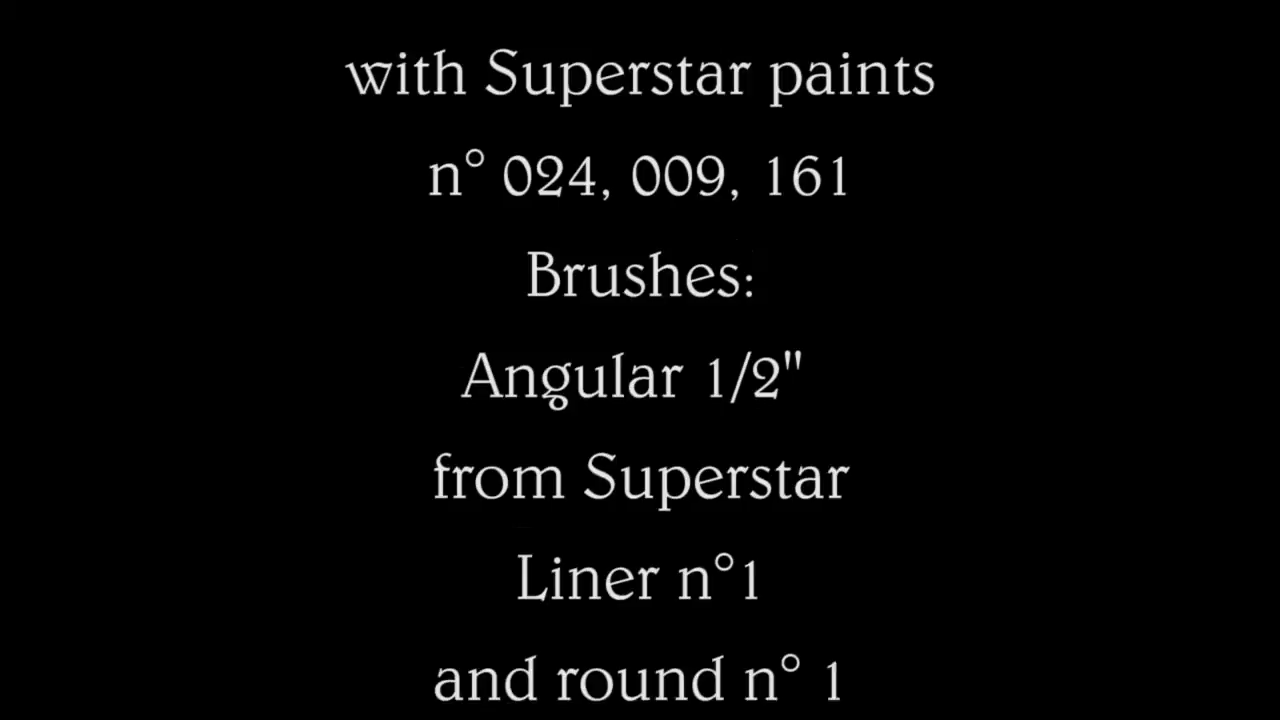 with Superstar paints
n° 024, 009, 161
Brushes:
Angular 1/2"
from Superstar
Liner n°1
and round n° 1